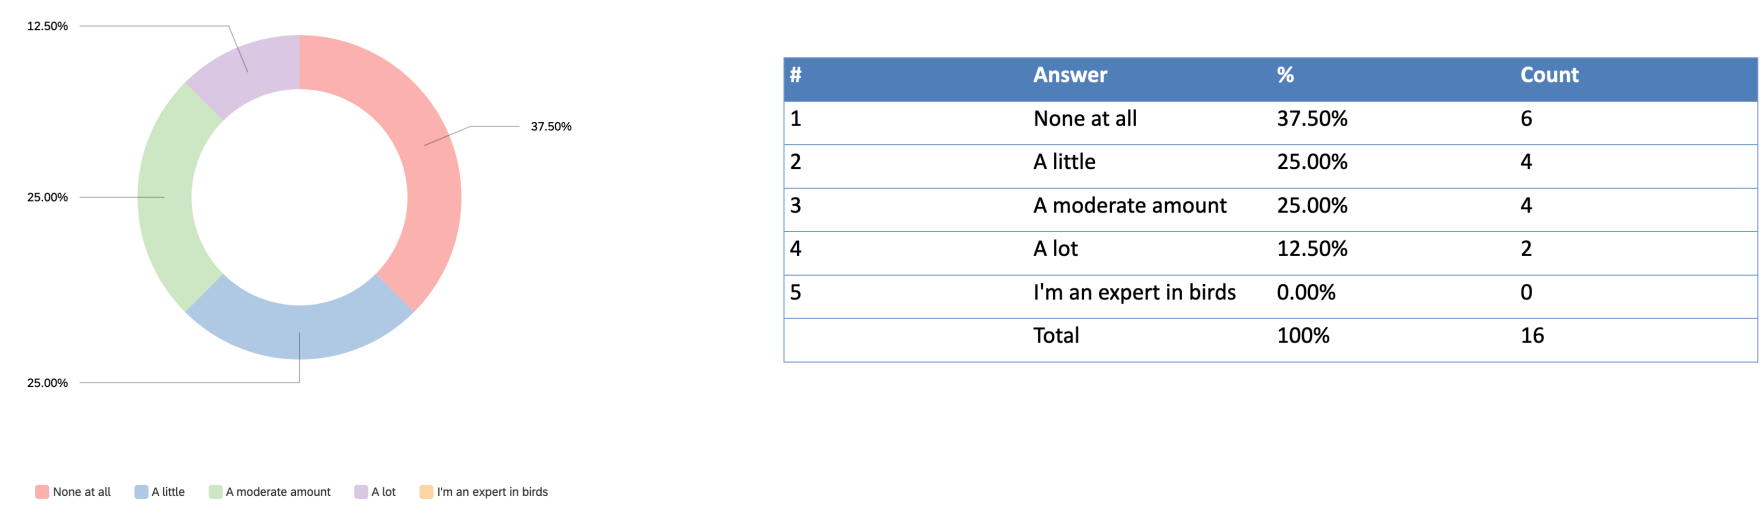 12.50%
37.50%
25.00%
25.00%
None at all A little A moderate amount A lot I'm an expert in birds
# Answer % Count
1 None at all 37.50% 6
2 A little 25.00% 4
3 A moderate amount 25.00% 4
4 A lot 12.50% 2
5 I'm an expert in birds 0.00% 0
Total 100% 16